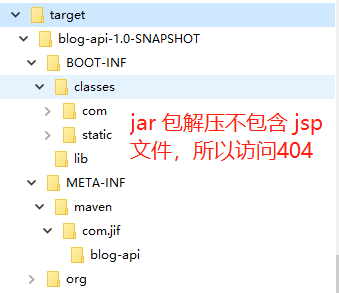 target
blog-api-1.0-SNAPSHOT
BOOT-INF
classes
com
static
lib
META-INF
maven
com.jif
blog-api
org
jar 包解压不包含 jsp
文件，所以访问404